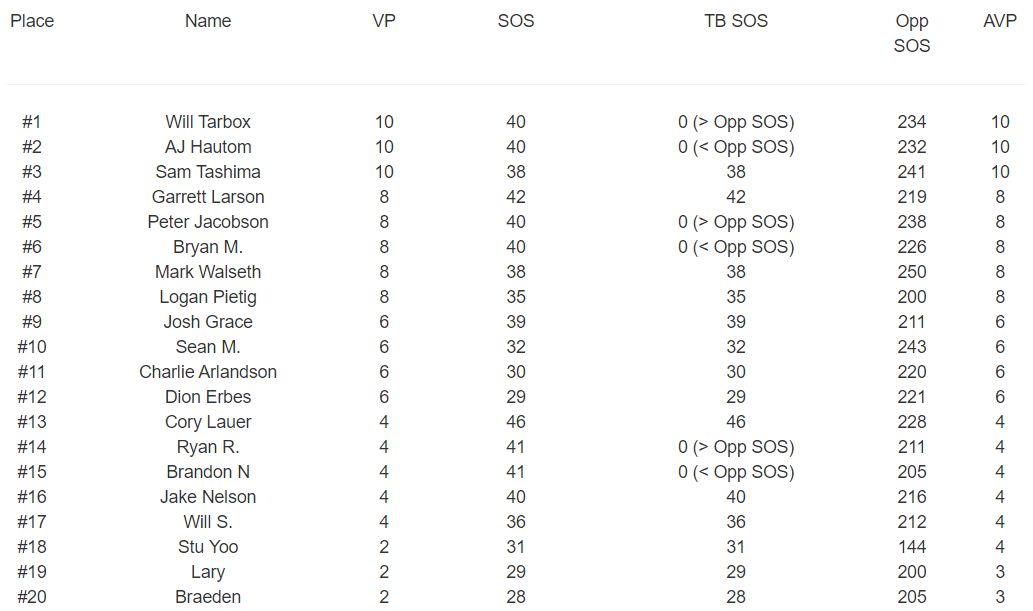 Place Name VP SOS TB SOS Opp SOS AVP
#1 Will Tarbox 10 40 0 (> Opp SOS) 234 10
#2 AJ Hautom 10 40 0 (< Opp SOS) 232 10
#3 Sam Tashima 10 38 38 241 10
#4 Garrett Larson 8 42 42 219 8
#5 Peter Jacobson 8 40 0 (> Opp SOS) 238 8
#6 Bryan M. 8 40 0 (< Opp SOS) 226 8
#7 Mark Walseth 8 38 38 250 8
#8 Logan Pietig 8 35 35 200 8
#9 Josh Grace 6 39 39 211 6
#10 Sean M. 6 32 32 243 6
#11 Charlie Arlandson 6 30 30 220 6
#12 Dion Erbes 6 29 29 221 6
#13 Cory Lauer 4 46 46 228 4
#14 Ryan R. 4 41 0 (> Opp SOS) 211 4
#15 Brandon N 4 41 0 (< Opp SOS) 205 4
#16 Jake Nelson 4 40 40 216 4
#17 Will S. 4 36 36 212 4
#18 Stu Yoo 2 31 31 144 4
#19 Lary 2 29 29 200 3
#20 Braeden 2 28 28 205 3